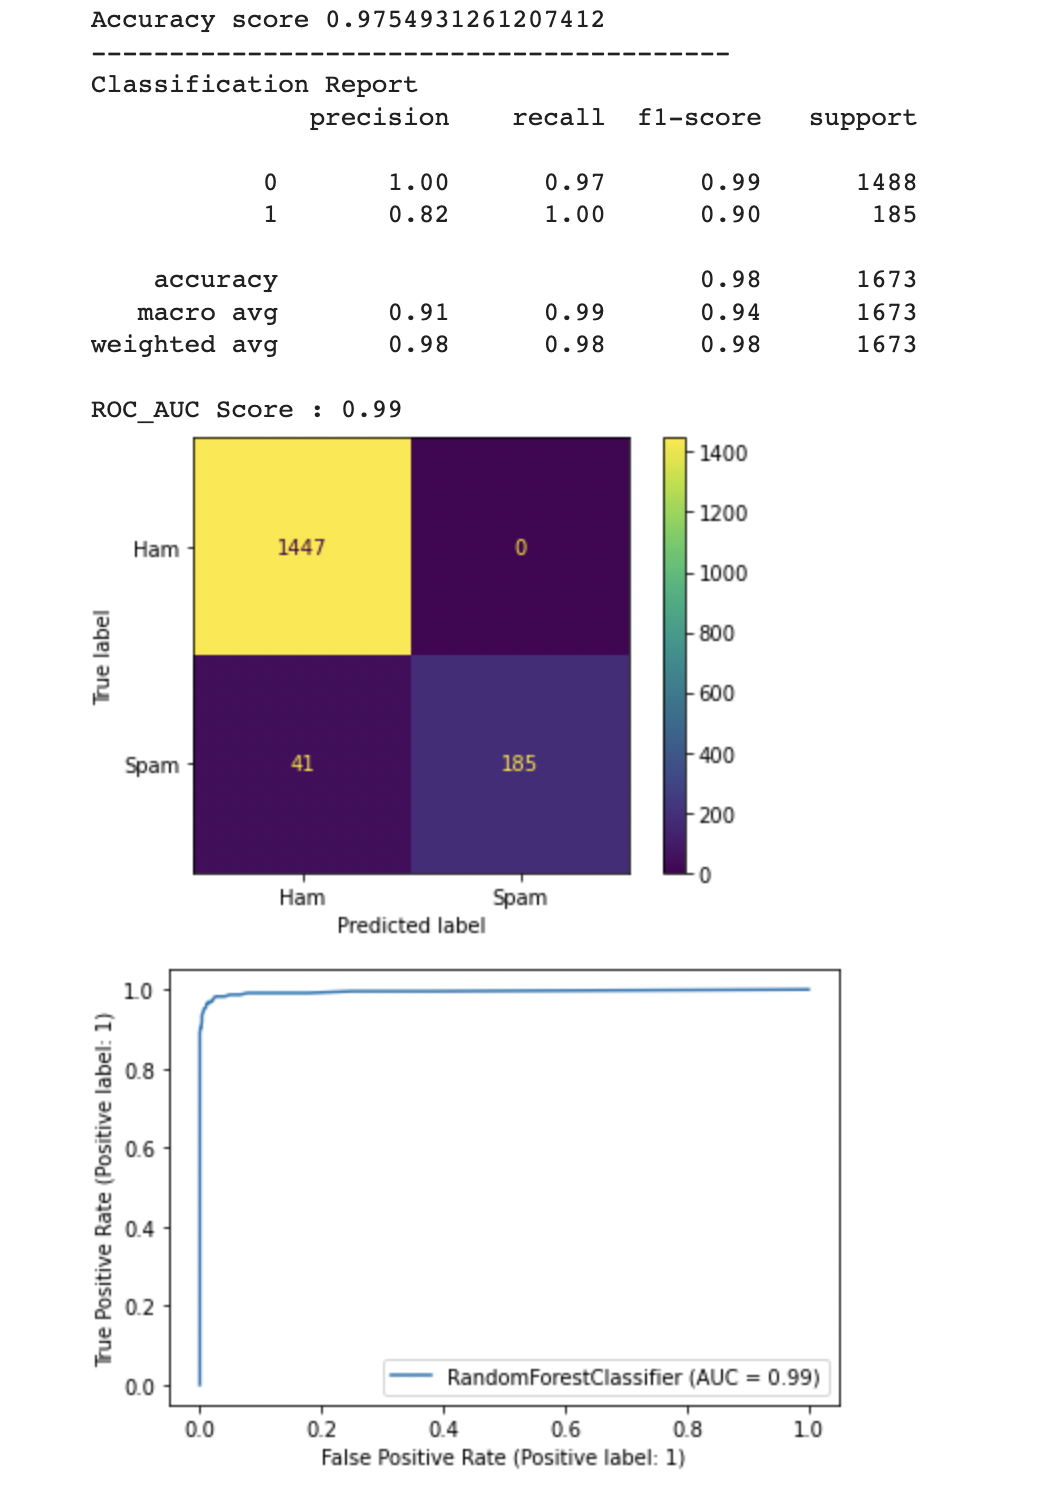 Accuracy score 0.9754931261207412
-----------------------------------------
Classification Report
precision recall f1-score support
0 1.00 0.97 0.99 1488
1 0.82 1.00 0.90 185
accuracy 0.98 1673
macro avg 0.91 0.99 0.94 1673
weighted avg 0.98 0.98 0.98 1673
ROC_AUC Score : 0.99
1400
1200
1000
800
600
400
200
0
True label
Ham
1447 0
Spam
41 185
Ham Spam
Predicted label
True Positive Rate (Positive label: 1)
1.0
0.8
0.6
0.4
0.2
0.0
RandomForestClassifier (AUC = 0.99)
0.0 0.2 0.4 0.6 0.8 1.0
False Positive Rate (Positive label: 1)